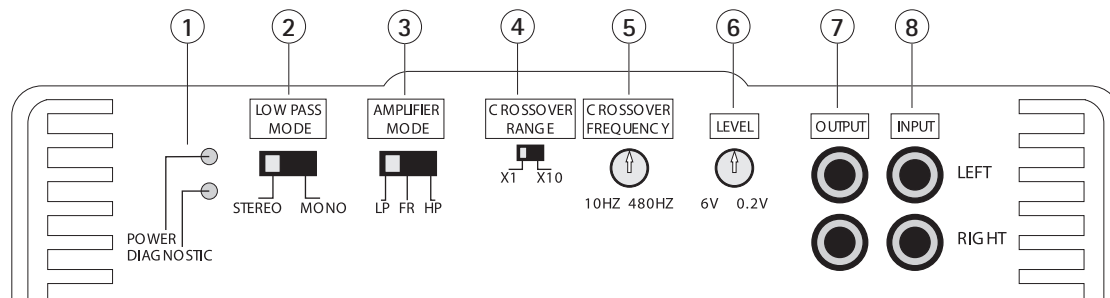 1 2 3 4 5 6 7 8
LOW PASS
MODE
AMPLIFIER
MODE
CROSSOVER
RANGE
CROSSOVER
FREQUENCY
LEVEL
OUTPUT
INPUT
LEFT
X1 X10
10HZ 480HZ
6V 0.2V
STEREO MONO
LP FR HP
POWER
DIAGNOSTIC
RIGHT